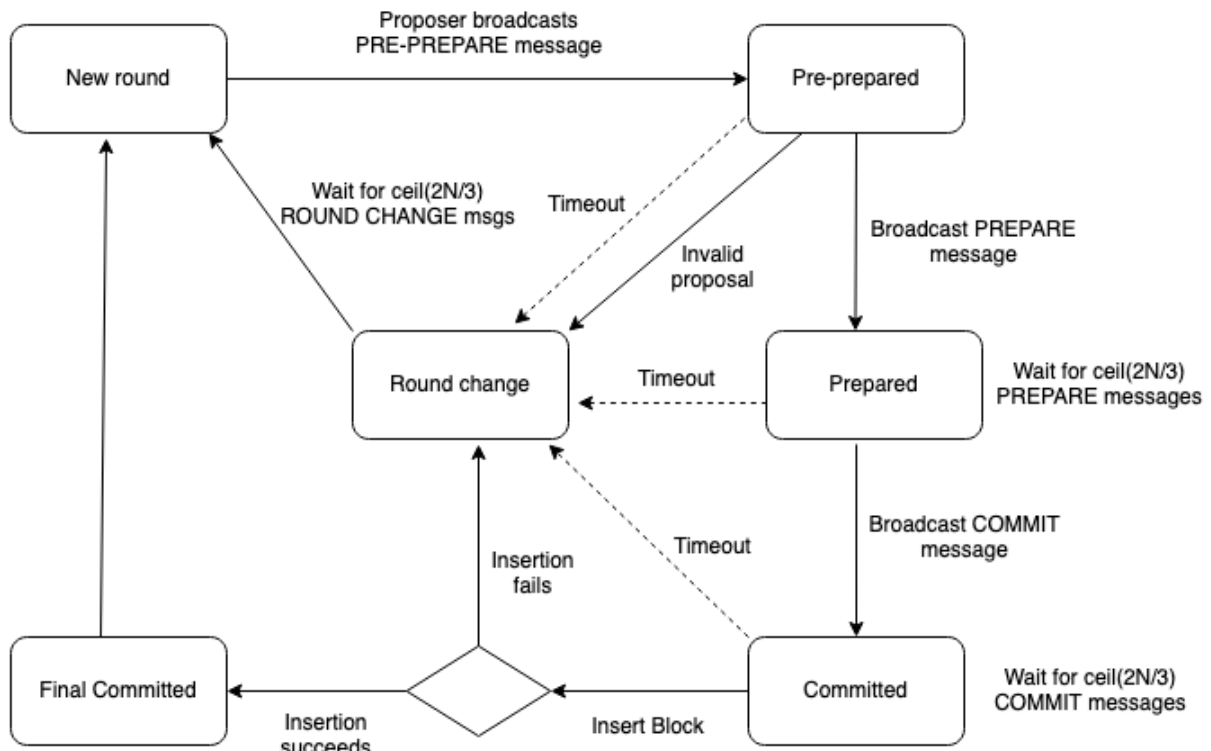 Proposer broadcasts
PRE-PREPARE message
New round
Pre-prepared
Wait for ceil(2N/3)
ROUND CHANGE msgs
Timeout
Invalid
proposal
Broadcast PREPARE
message
Round change
Timeout
Prepared
Wait for ceil(2N/3)
PREPARE messages
Broadcast COMMIT
message
Timeout
Insertion
fails
Final Committed
Insertion
succeeds
Insert Block
Committed
Wait for ceil(2N/3)
COMMIT messages